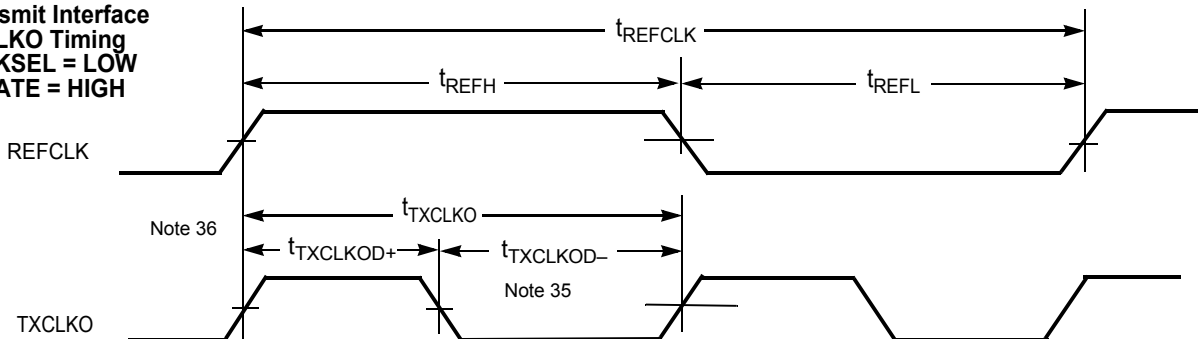 smit Interface
LKO Timing
KSEL = LOW
ATE = HIGH
tREFCLK
tREFH
tREFL
REFCLK
Note 36
tTXCLKO
tTXCLKOD+
tTXCLKOD–
Note 35
TXCLKO